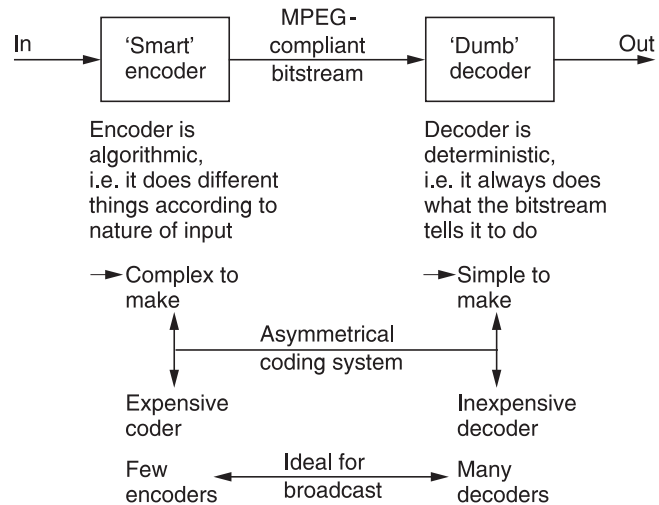 In
'Smart'
encoder
MPEG-
compliant
bitstream
'Dumb'
decoder
Out
Encoder is
algorithmic,
i.e. it does different
things according to
nature of input
Decoder is
deterministic,
i.e. it always does
what the bitstream
tells it to do
Complex to
make
Simple to
make
Asymmetrical
coding system
Expensive
coder
Inexpensive
decoder
Few
encoders
Ideal for
broadcast
Many
decoders